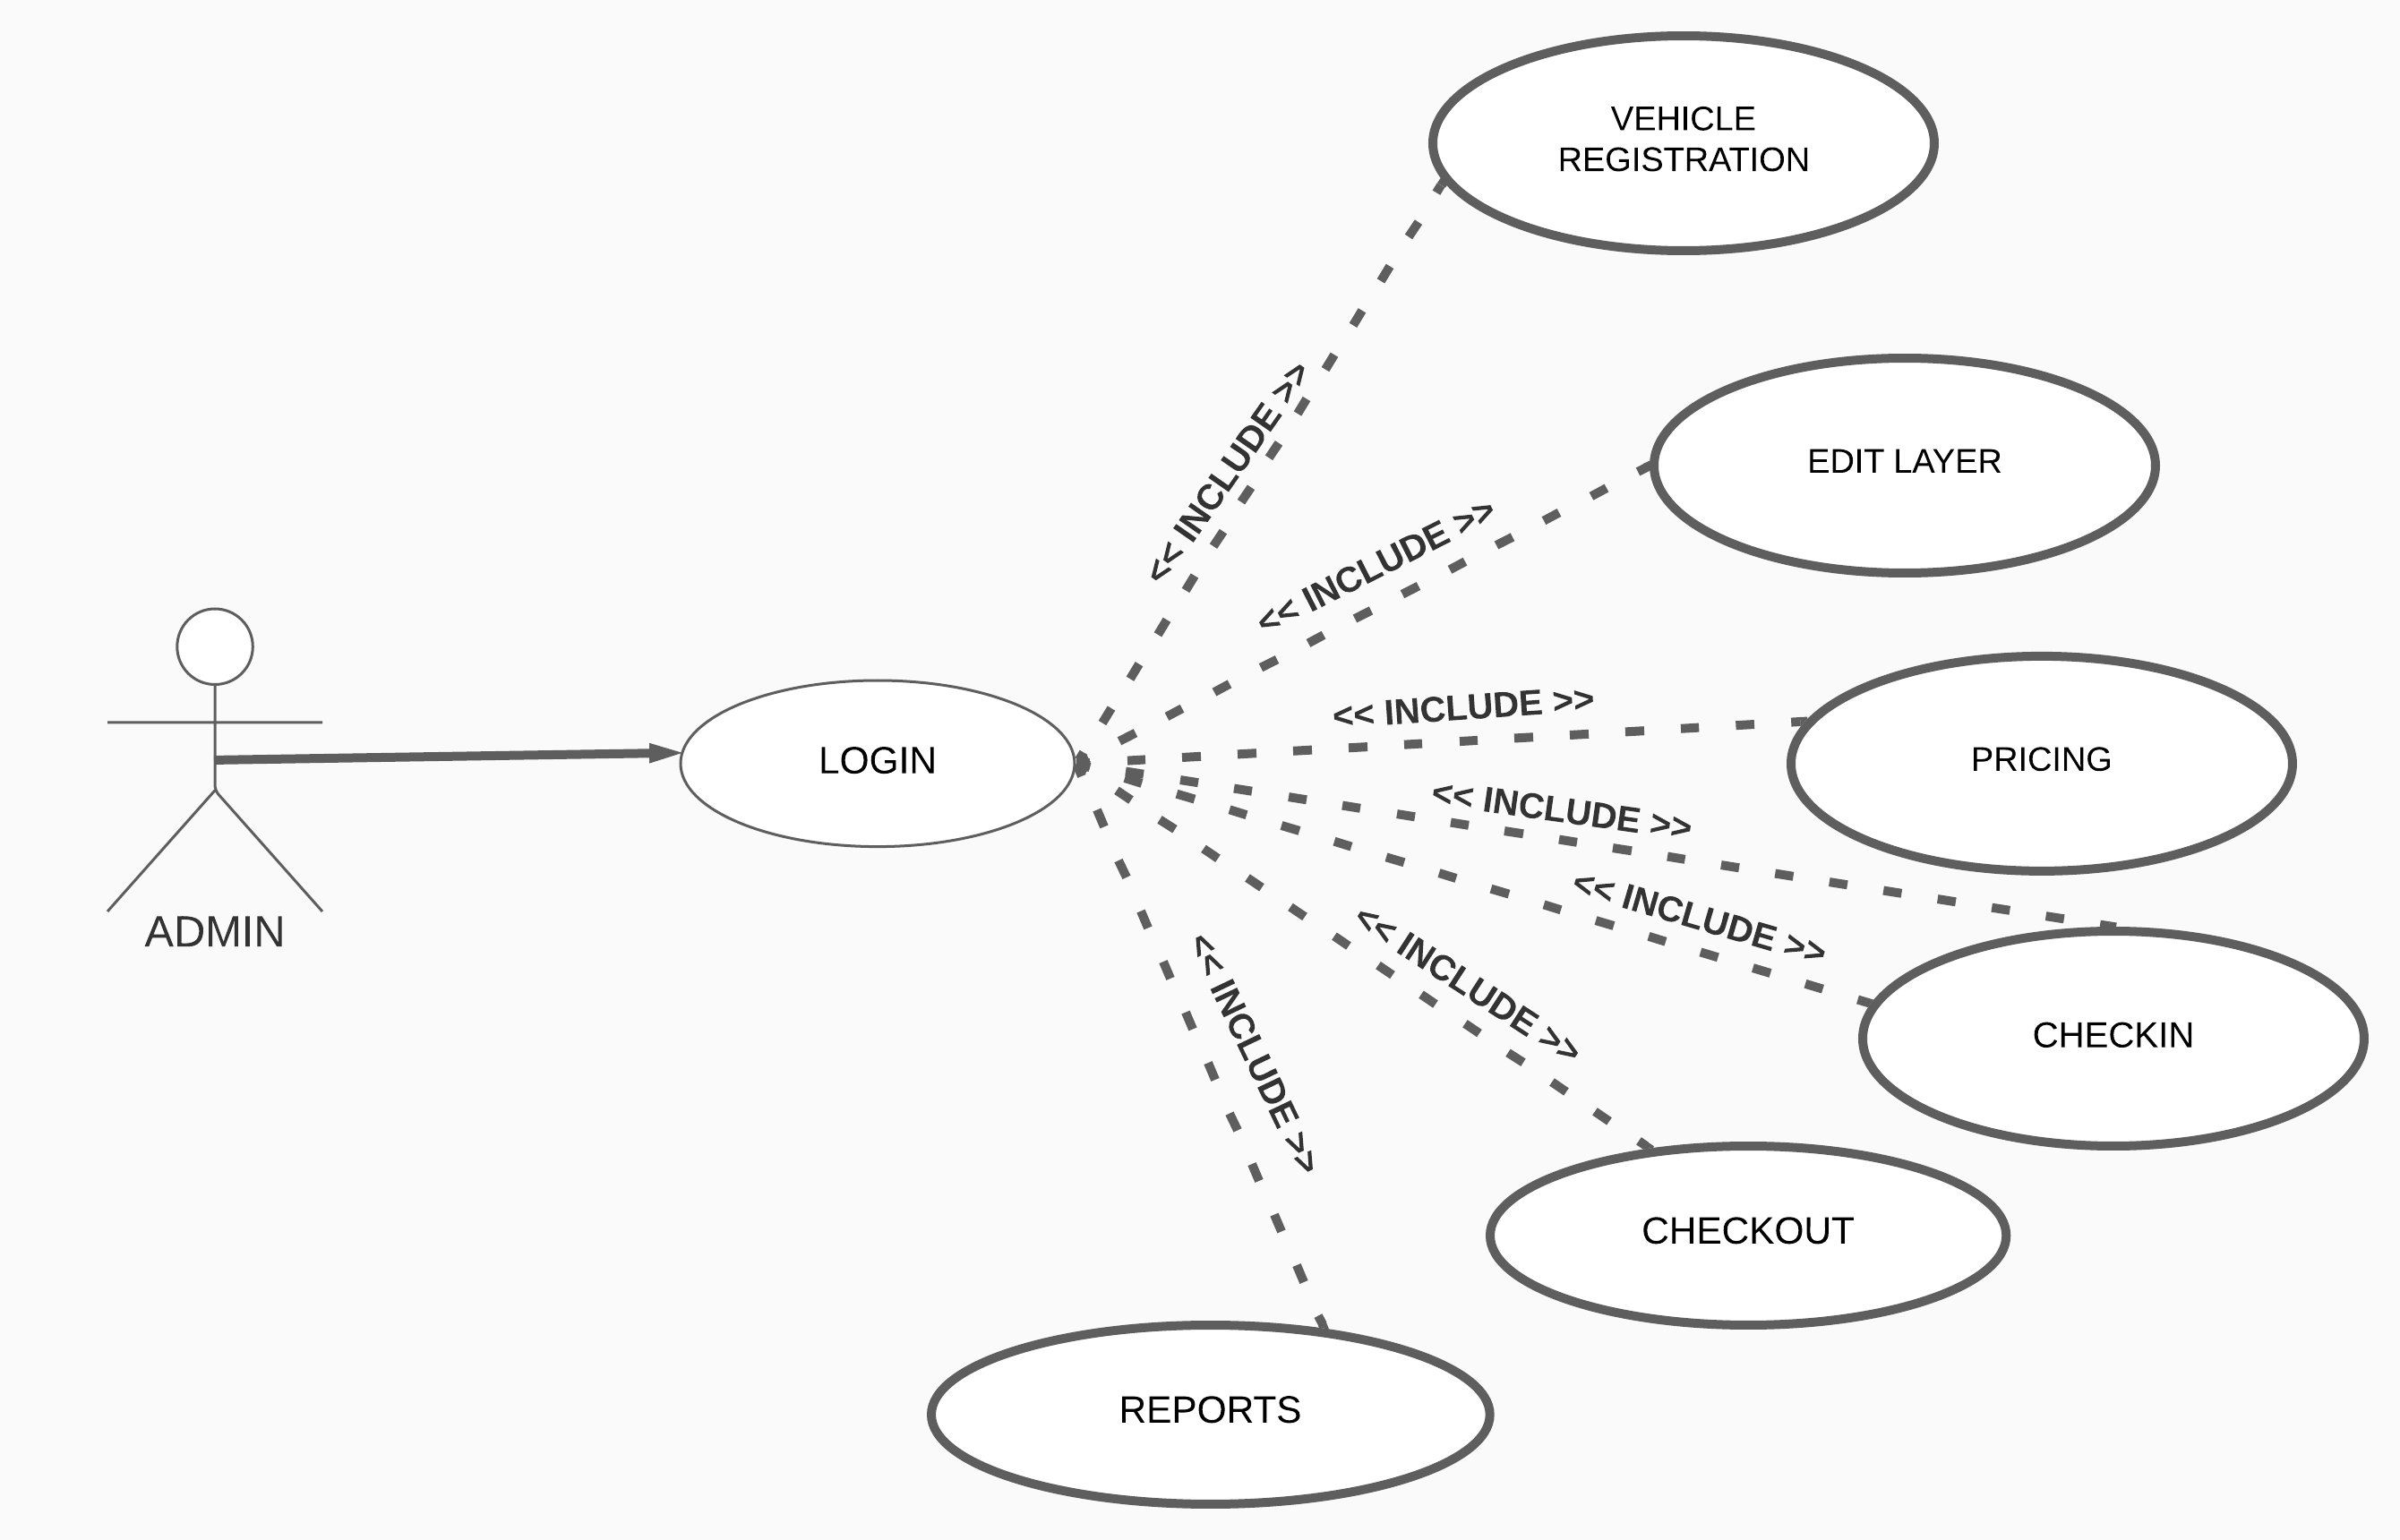 VEHICLE
REGISTRATION
<< INCLUDE >>
EDIT LAYER
<< INCLUDE >>
<< INCLUDE >>
PRICING
LOGIN
<< INCLUDE >>
<< INCLUDE >>
ADMIN
<< INCLUDE >>
<< INCLUDE >>
CHECKIN
CHECKOUT
REPORTS